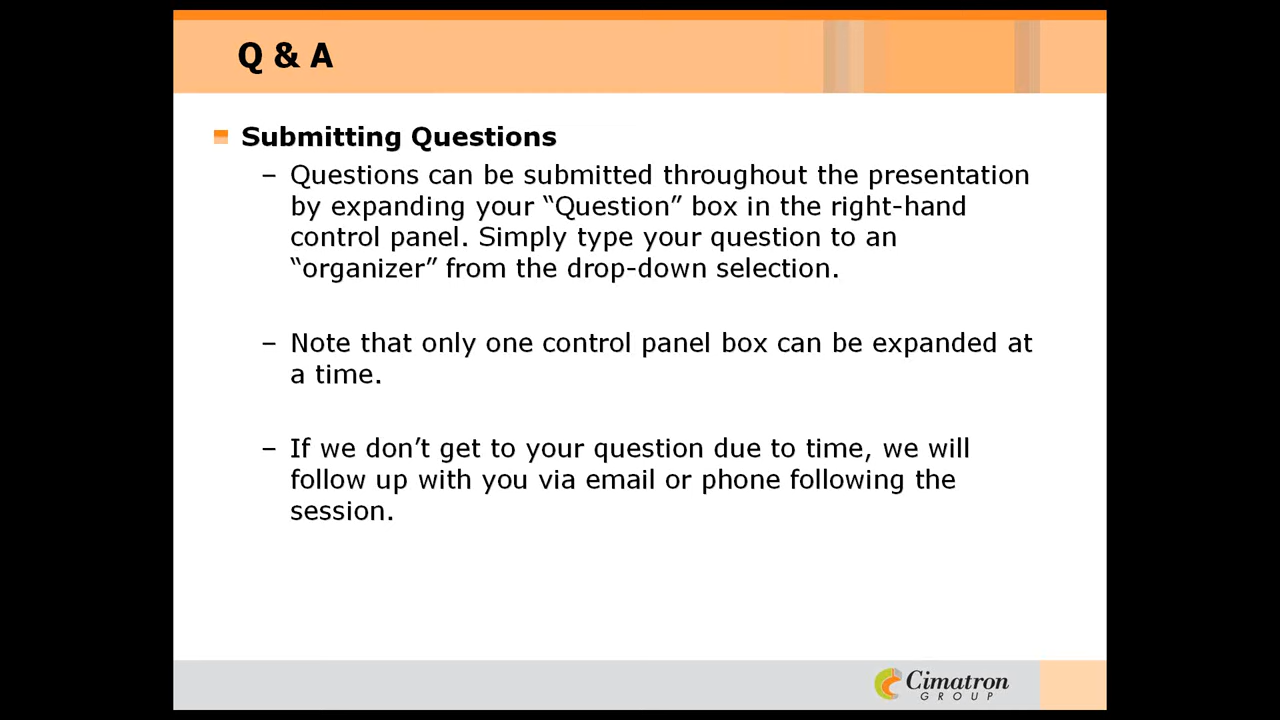 Q & A
Submitting Questions
– Questions can be submitted throughout the presentation
by expanding your “Question” box in the right-hand
control panel. Simply type your question to an
“organizer” from the drop-down selection.
– Note that only one control panel box can be expanded at
a time.
– If we don’t get to your question due to time, we will
follow up with you via email or phone following the
session.
Cimatron
GROUP